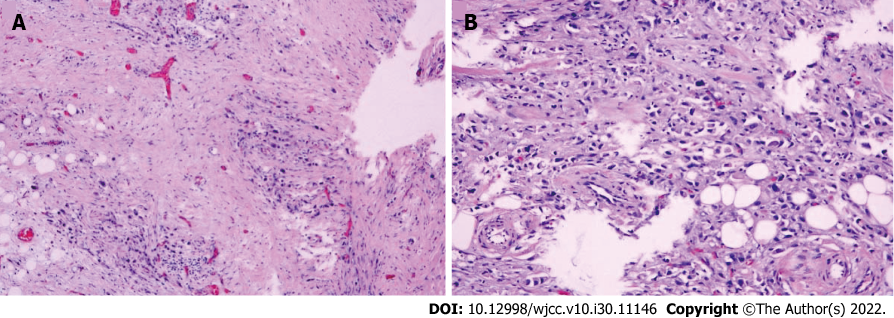 A
B
DOI: 10.12998/wjcc.v10.i30.11146 Copyright ©The Author(s) 2022.